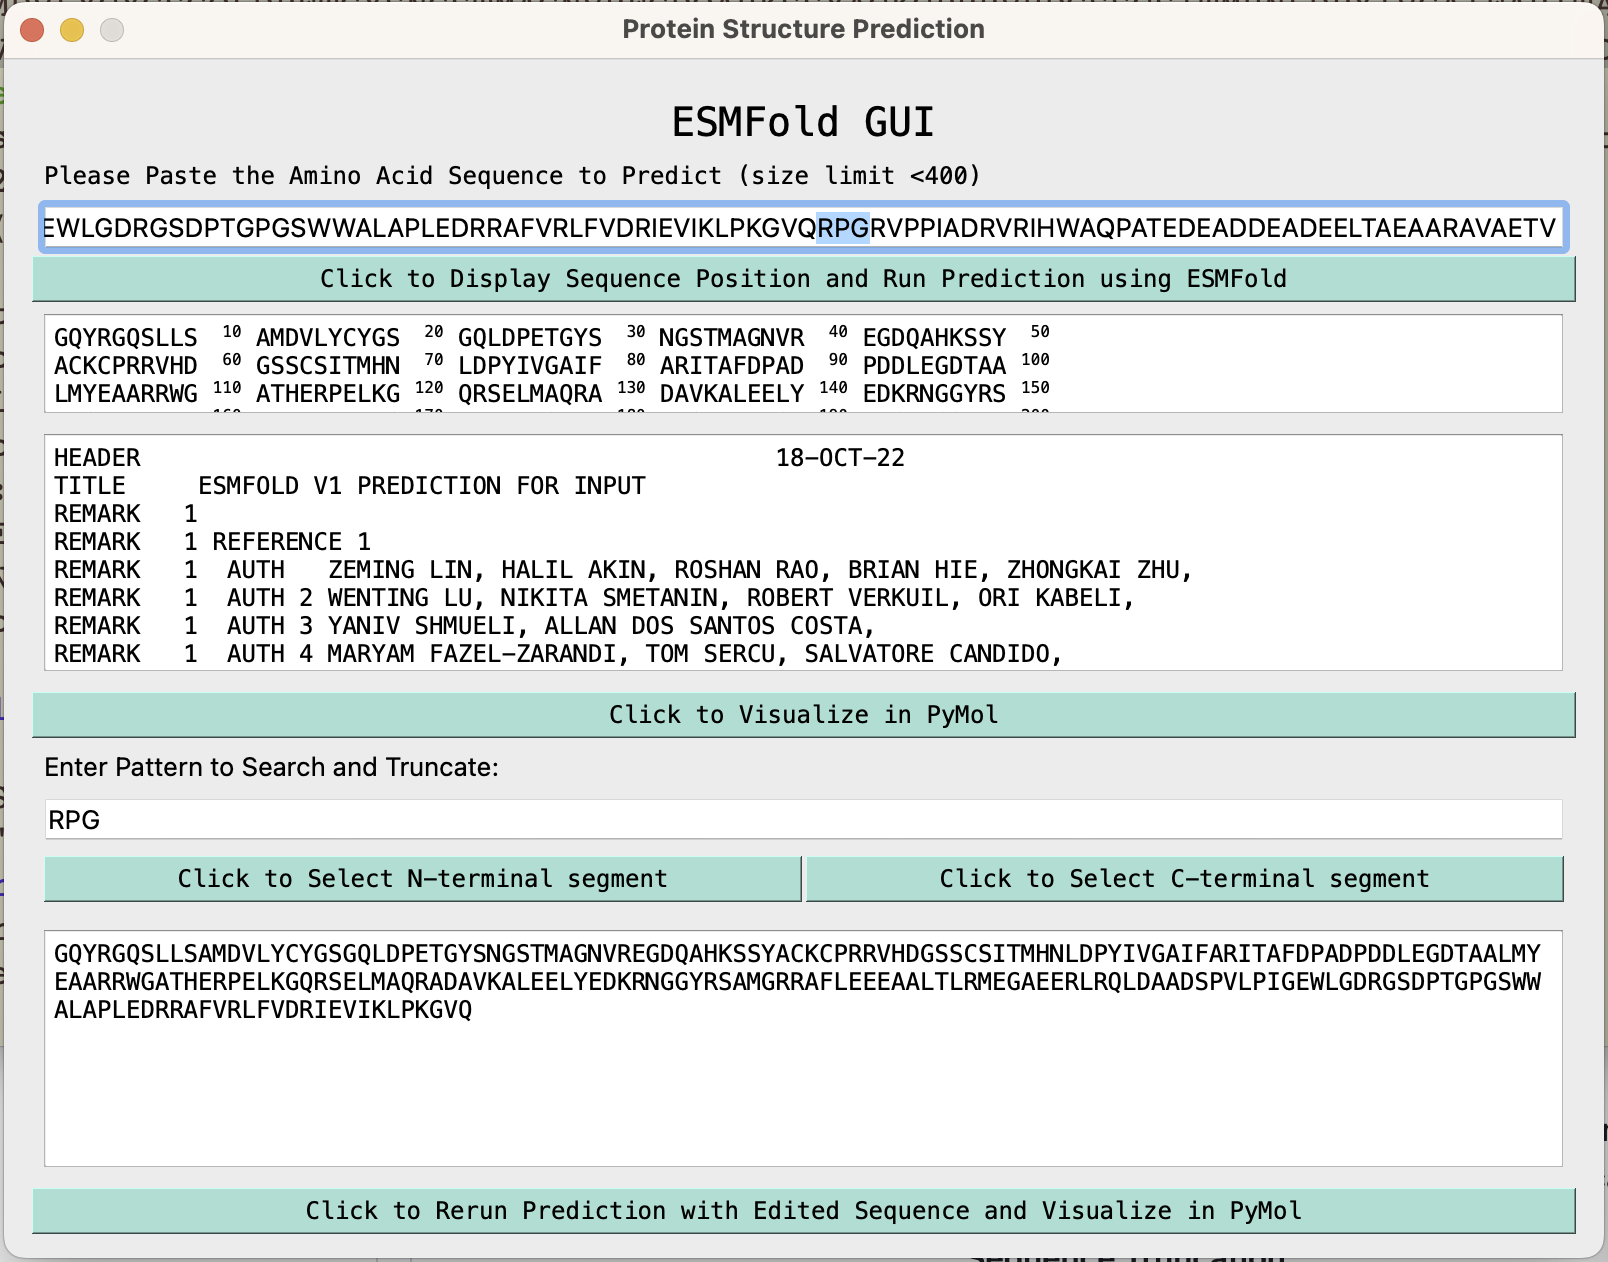 Protein Structure Prediction
ESMFold GUI
Please Paste the Amino Acid Sequence to Predict (size limit <400)
EWLGDRGSDPTGPGSWWALAPLEDRRAFVRLFVDRIEVIKLPKGVQRPGRVPPIADRVRIHWAQPATEDEADDEADEELTAEAARAVAETV
Click to Display Sequence Position and Run Prediction using ESMFold
GQYRGQSLLS 10 AMDVLYCYGS 20 GQLDPETGYS 30 NGSTMAGNVR 40 EGDQAHKSSY 50
ACKCPRRVHD 60 GSSCSITMHN 70 LDPYIVGAIF 80 ARITAFDPAD 90 PDDLEGDTAA 100
LMYEAARRWG 110 ATHERPELKG 120 QRSELMAQRA 130 DAVKALEELY 140 EDKRNGGYRS 150
HEADER 18-OCT-22
TITLE ESMFOLD V1 PREDICTION FOR INPUT
REMARK 1
REMARK 1 REFERENCE 1
REMARK 1 AUTH ZEMING LIN, HALIL AKIN, ROSHAN RAO, BRIAN HIE, ZHONGKAI ZHU,
REMARK 1 AUTH 2 WENTING LU, NIKITA SMETANIN, ROBERT VERKUIL, ORI KABELI,
REMARK 1 AUTH 3 YANIV SHMUELI, ALLAN DOS SANTOS COSTA,
REMARK 1 AUTH 4 MARYAM FAZEL-ZARANDI, TOM SERCU, SALVATORE CANDIDO,
Click to Visualize in PyMol
Enter Pattern to Search and Truncate:
RPG
Click to Select N-terminal segment
Click to Select C-terminal segment
GQYRGQSLLSAMDVLYCYGSGQLDPETGYSNGSTMAGNVREGDQAHKSSYACKCPRRVHDGSSCSITMHNLDPYIVGAIFARITAFDPADPDDLEGDTAALMY
EAARRWGATHERPELKGQRSELMAQRADAVKALEELYEDKRNGGYRSAMGRRAFLEEEAALTLRMEGAEERLRQLDAADSPVLPIGEWLGDRGSDPTGPGSWW
ALAPLEDRRAFVRLFVDRIEVIKLPKGVQ
Click to Rerun Prediction with Edited Sequence and Visualize in PyMol